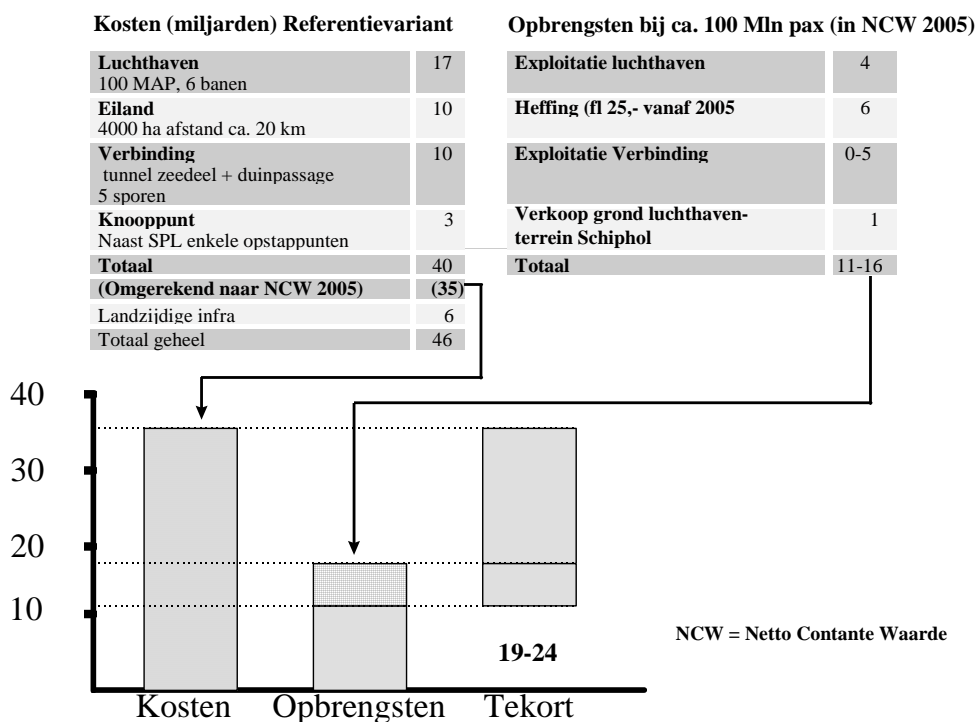 Kosten (miljarden) Referentievariant
Luchthaven 17
100 MAP, 6 banen
Eiland 10
4000 ha afstand ca. 20 km
Verbinding 10
tunnel zeedeel + duinpassage
5 sporen
Knooppunt 3
Naast SPL enkele opstappunten
Totaal 40
(Omgerekend naar NCW 2005) (35)
Landzijdige infra 6
Totaal geheel 46
Opbrengsten bij ca. 100 Mln pax (in NCW 2005)
Exploitatie luchthaven 4
Heffing (fl 25,- vanaf 2005 6
Exploitatie Verbinding 0-5
Verkoop grond luchthaven- 1
terrein Schiphol
Totaal 11-16
40
30
20
10
19-24
NCW = Netto Contante Waarde
Kosten Opbrengsten Tekort